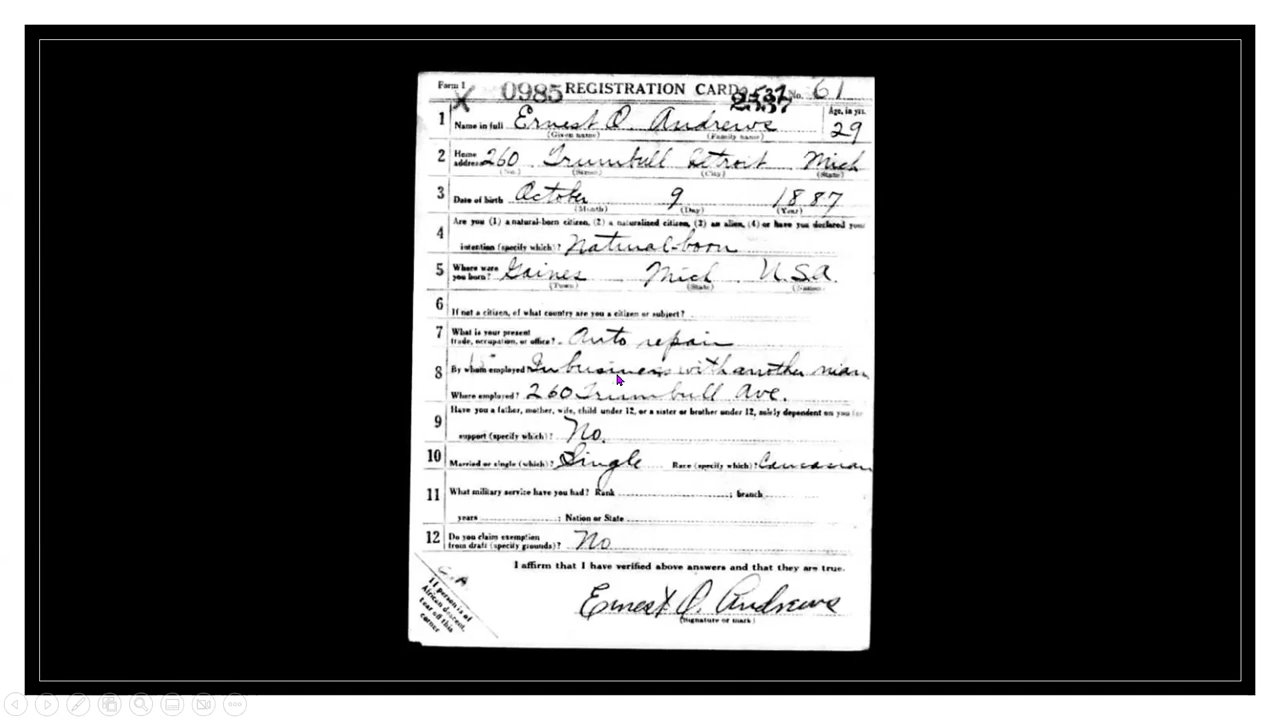 Form 1 0985 REGISTRATION CARD No. 61
1 Name in full Ernest O. Andrews Age, in yrs. 29
(Given name) (Family name)
2 Home address 260 Trumbull Detroit Mich
(No.) (Street) (City) (State)
3 Date of birth October 9 1887
(Month) (Day) (Year)
Are you (1) a natural-born citizen, (2) a naturalized citizen, (3) an alien, (4) or have you declared your
4 intention (specify which)? Natural-born
5 Where were you born? Gaines Mich U.S.A.
(Town) (State) (Nation)
6 If not a citizen, of what country are you a citizen or subject?
7 What is your present trade, occupation, or office? Auto repair
8 By whom employed? In business with another man
Where employed? 260 Trumbull Ave.
9 Have you a father, mother, wife, child under 12, or a sister or brother under 12, solely dependent on you for
support (specify which)? No.
10 Married or single (which)? Single Race (specify which)? Caucasian
11 What military service have you had? Rank ; branch
years ; Nation or State
12 Do you claim exemption from draft (specify grounds)? No
I affirm that I have verified above answers and that they are true.
Ernest O. Andrews
(Signature or mark)
If person is of
African descent,
tear off this
corner